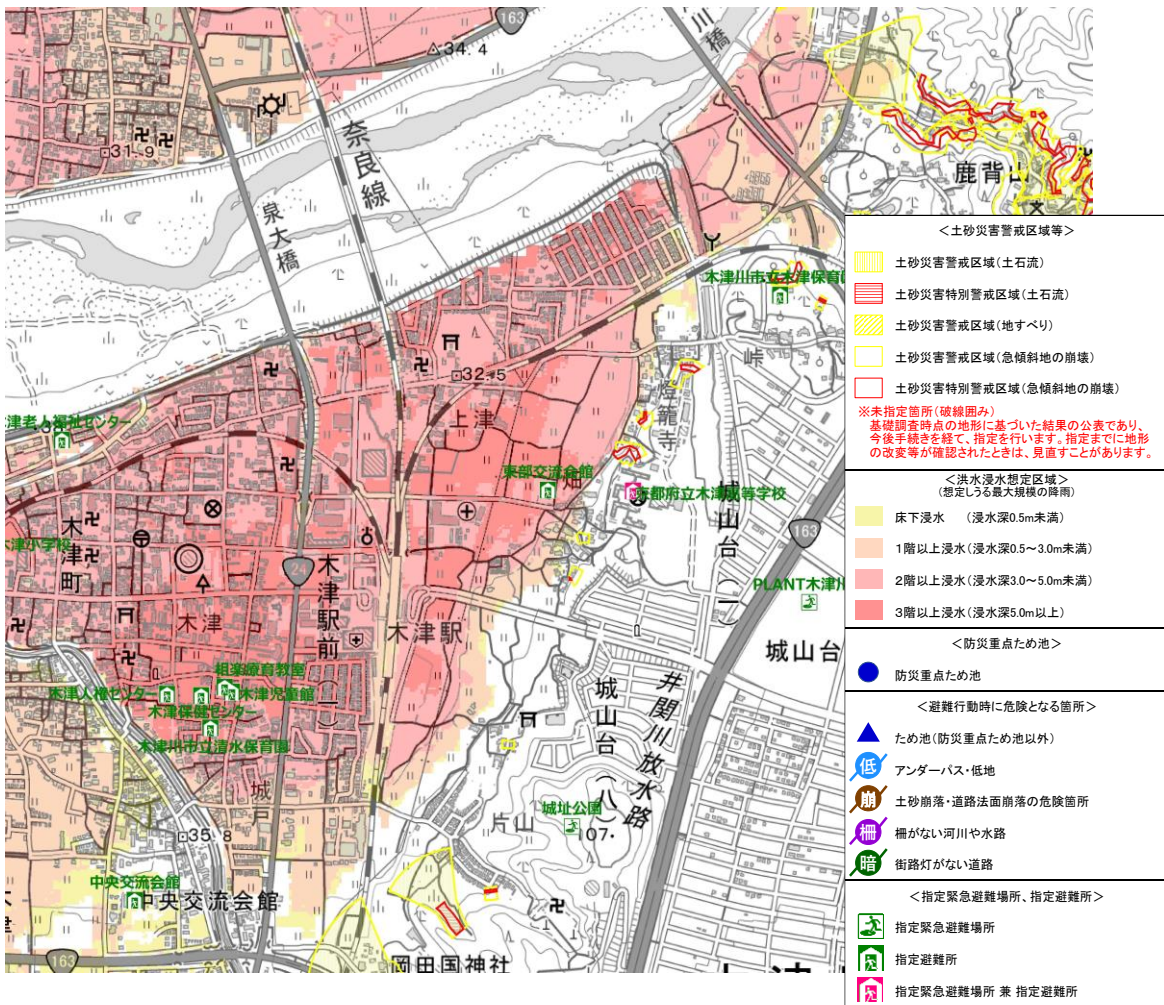 163
34.4
奈良線
川橋
31.9
泉大橋
鹿背山
木津川市立木津保育園
峠
燈龍寺
32.5
上津
津老人福祉センター
東部交流会館
畑
京都府立木津高等学校
城山台(一)
163
木津町
津小学校
24
木津駅前(一)
PLANT木津川
木津
木津駅
城山台
相楽療育教室
木津人権センター
木津児童館
木津保健センター
木津川市立清水保育園
城山台(八)
井関川放水路
城戸
35.8
片山
城址公園
107
中央交流会館
中央交流会館
津
163
岡田国神社
<土砂災害警戒区域等>
土砂災害警戒区域(土石流)
土砂災害特別警戒区域(土石流)
土砂災害警戒区域(地すべり)
土砂災害警戒区域(急傾斜地の崩壊)
土砂災害特別警戒区域(急傾斜地の崩壊)
※未指定箇所(破線囲み)
基礎調査時点の地形に基づいた結果の公表であり、
今後手続きを経て、指定を行います。指定までに地形
の改変等が確認されたときは、見直すことがあります。
<洪水浸水想定区域>
(想定しうる最大規模の降雨)
床下浸水 (浸水深0.5m未満)
1階以上浸水(浸水深0.5～3.0m未満)
2階以上浸水(浸水深3.0～5.0m未満)
3階以上浸水(浸水深5.0m以上)
<防災重点ため池>
防災重点ため池
<避難行動時に危険となる箇所>
ため池(防災重点ため池以外)
低 アンダーパス・低地
崩 土砂崩落・道路法面崩落の危険箇所
柵 柵がない河川や水路
暗 街路灯がない道路
<指定緊急避難場所、指定避難所>
指定緊急避難場所
指定避難所
指定緊急避難場所 兼 指定避難所